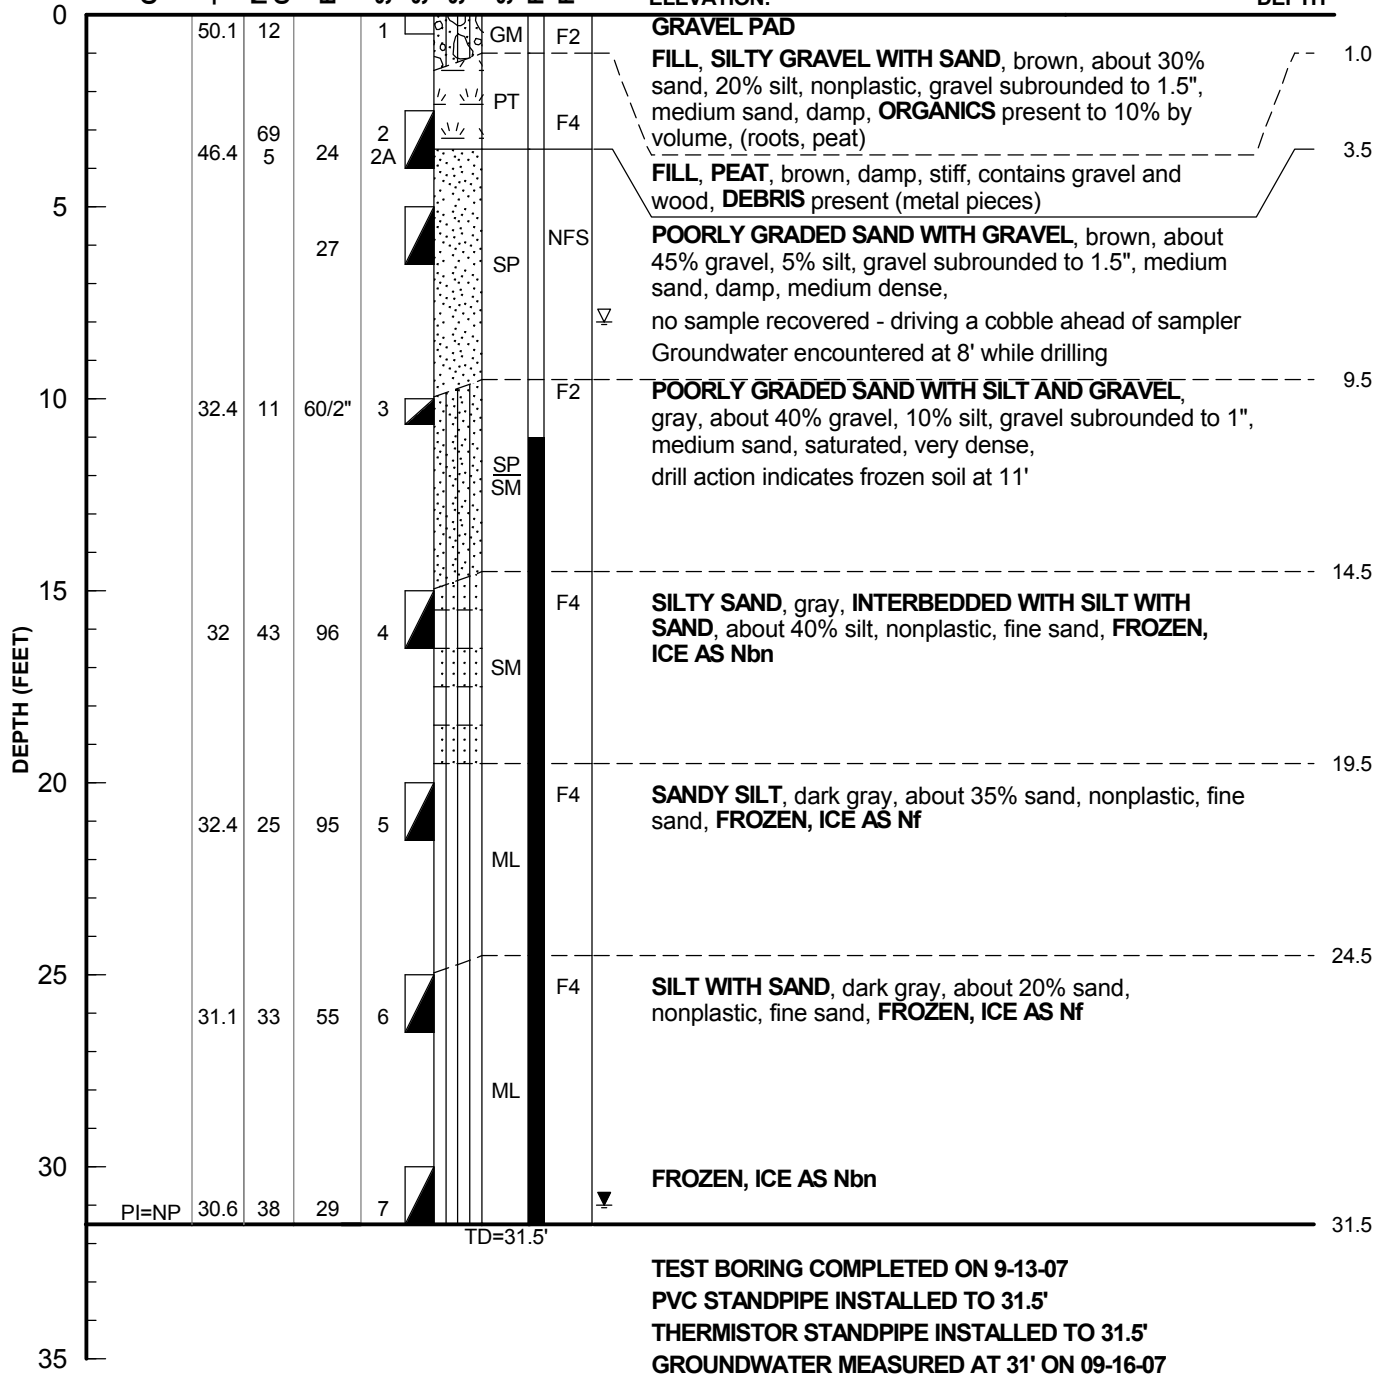 ELEVATION: DEPTH
0
50.1 12 1 GM F2 GRAVEL PAD
FILL, SILTY GRAVEL WITH SAND, brown, about 30% 1.0
sand, 20% silt, nonplastic, gravel subrounded to 1.5",
PT
medium sand, damp, ORGANICS present to 10% by
F4
volume, (roots, peat)
69 2
46.4 5 24 2A 3.5
FILL, PEAT, brown, damp, stiff, contains gravel and
wood, DEBRIS present (metal pieces)
5
27 SP NFS POORLY GRADED SAND WITH GRAVEL, brown, about
45% gravel, 5% silt, gravel subrounded to 1.5", medium
sand, damp, medium dense,
no sample recovered - driving a cobble ahead of sampler
Groundwater encountered at 8' while drilling
9.5
10 32.4 11 60/2" 3 F2 POORLY GRADED SAND WITH SILT AND GRAVEL,
gray, about 40% gravel, 10% silt, gravel subrounded to 1",
medium sand, saturated, very dense,
SP
SM
drill action indicates frozen soil at 11'
14.5
15 F4 SILTY SAND, gray, INTERBEDDED WITH SILT WITH
32 43 96 4 SAND, about 40% silt, nonplastic, fine sand, FROZEN,
ICE AS Nbn
SM
DEPTH (FEET)
19.5
20 F4 SANDY SILT, dark gray, about 35% sand, nonplastic, fine
32.4 25 95 5 sand, FROZEN, ICE AS Nf
ML
24.5
25 F4 SILT WITH SAND, dark gray, about 20% sand,
31.1 33 55 6 nonplastic, fine sand, FROZEN, ICE AS Nf
ML
30 FROZEN, ICE AS Nbn
PI=NP 30.6 38 29 7
31.5
TD=31.5'
TEST BORING COMPLETED ON 9-13-07
PVC STANDPIPE INSTALLED TO 31.5'
THERMISTOR STANDPIPE INSTALLED TO 31.5'
35 GROUNDWATER MEASURED AT 31' ON 09-16-07